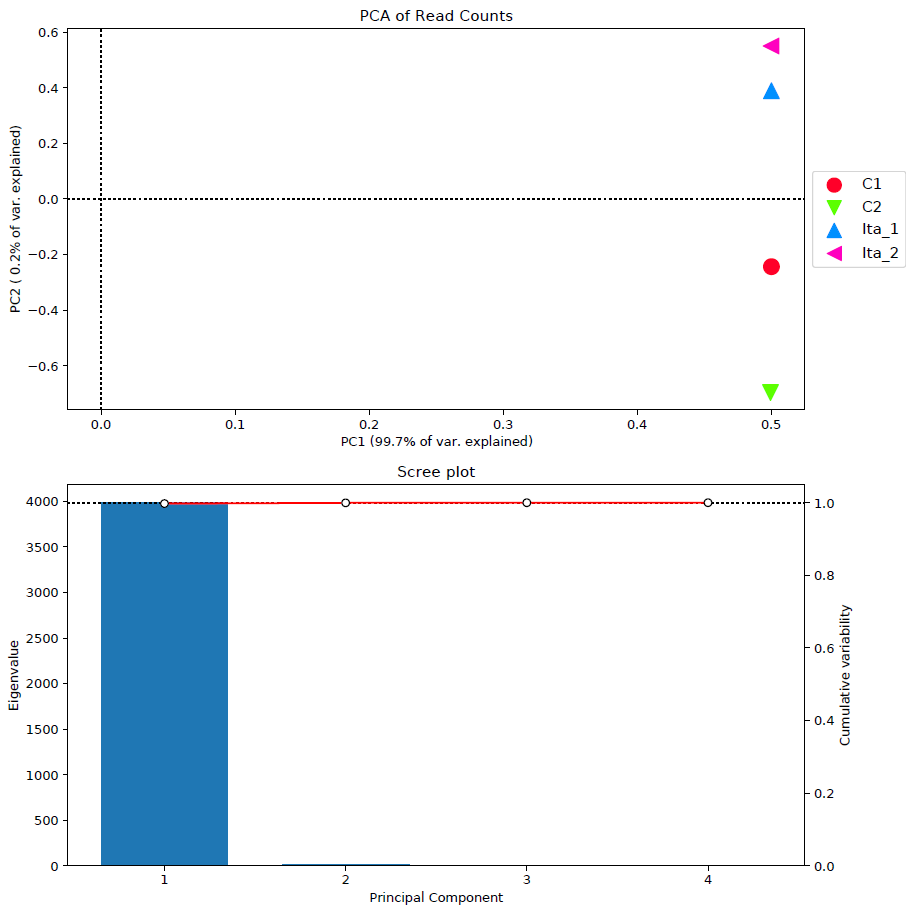 PCA of Read Counts
0.6
0.4
0.2
0.0
−0.2
−0.4
−0.6
PC2 ( 0.2% of var. explained)
0.0 0.1 0.2 0.3 0.4 0.5
PC1 (99.7% of var. explained)
C1
C2
Ita_1
Ita_2
Scree plot
4000
3500
3000
2500
2000
1500
1000
500
0
Eigenvalue
1.0
0.8
0.6
0.4
0.2
0.0
Cumulative variability
1 2 3 4
Principal Component